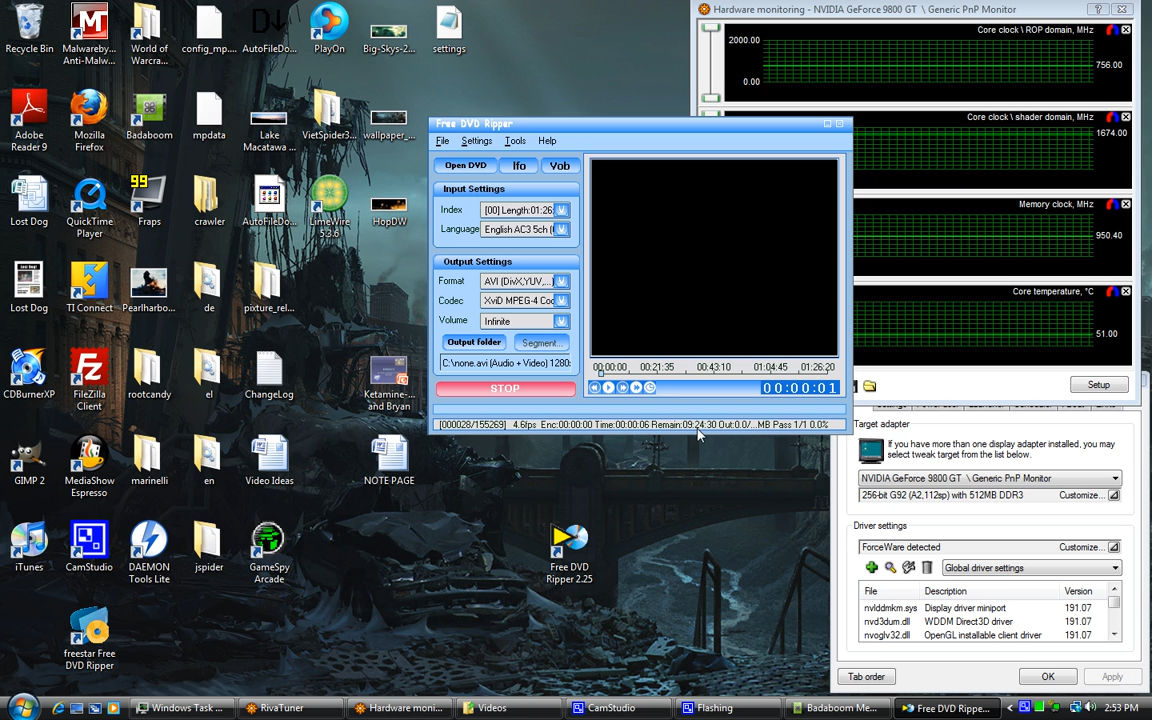 Recycle Bin
Malwareby...
Anti-Malw...
World of
Warcra...
config_mp...
AutoFileDo...
PlayOn
Big-Skys-2...
settings
Adobe
Reader 9
Mozilla
Firefox
Badaboom
mpdata
Lake
Macatawa ...
VietSpider3...
wallpaper_...
Lost Dog
QuickTime
Player
99
Fraps
crawler
AutoFileDo...
LimeWire
5.3.6
HopDW
Lost Dog
TI Connect
Pearlharbo...
de
pixture_rel...
CDBurnerXP
FileZilla
Client
rootcandy
el
ChangeLog
Ketamine-...
and Bryan
GIMP 2
MediaShow
Espresso
marinelli
en
Video Ideas
NOTE PAGE
iTunes
CamStudio
DAEMON
Tools Lite
jspider
GameSpy
Arcade
Free DVD
Ripper 2.25
freestar Free
DVD Ripper
Free DVD Ripper
File Settings Tools Help
Open DVD Ifo Vob
Input Settings
Index [00] Length:01:26:
Language English AC3 5ch (
Output Settings
Format AVI (DivX,YUV,...)
Codec XviD MPEG-4 Cod
Volume Infinite
Output folder Segment...
C:\none.avi (Audio + Video) 1280:
STOP
00:00:00 00:21:35 00:43:10 01:04:45 01:26:20
00:00:01
[000028/155269] 4.6fps Enc:00:00:00 Time:00:00:06 Remain:09:24:30 Out:0.0/...MB Pass 1/1 0.0%
Hardware monitoring - NVIDIA GeForce 9800 GT \ Generic PnP Monitor
Core clock \ ROP domain, MHz
2000.00
756.00
0.00
Core clock \ shader domain, MHz
1674.00
Memory clock, MHz
950.40
Core temperature, °C
51.00
Setup
Target adapter
If you have more than one display adapter installed, you may
select tweak target from the list below.
NVIDIA GeForce 9800 GT \ Generic PnP Monitor
256-bit G92 (A2,112sp) with 512MB DDR3 Customize...
Driver settings
ForceWare detected Customize...
Global driver settings
File Description Version
nvlddmkm.sys Display driver miniport 191.07
nvd3dum.dll WDDM Direct3D driver 191.07
nvoglv32.dll OpenGL installable client driver 191.07
Tab order OK Apply
Windows Task ...
RivaTuner
Hardware moni...
Videos
CamStudio
Flashing
Badaboom Me...
Free DVD Rippe...
2:53 PM